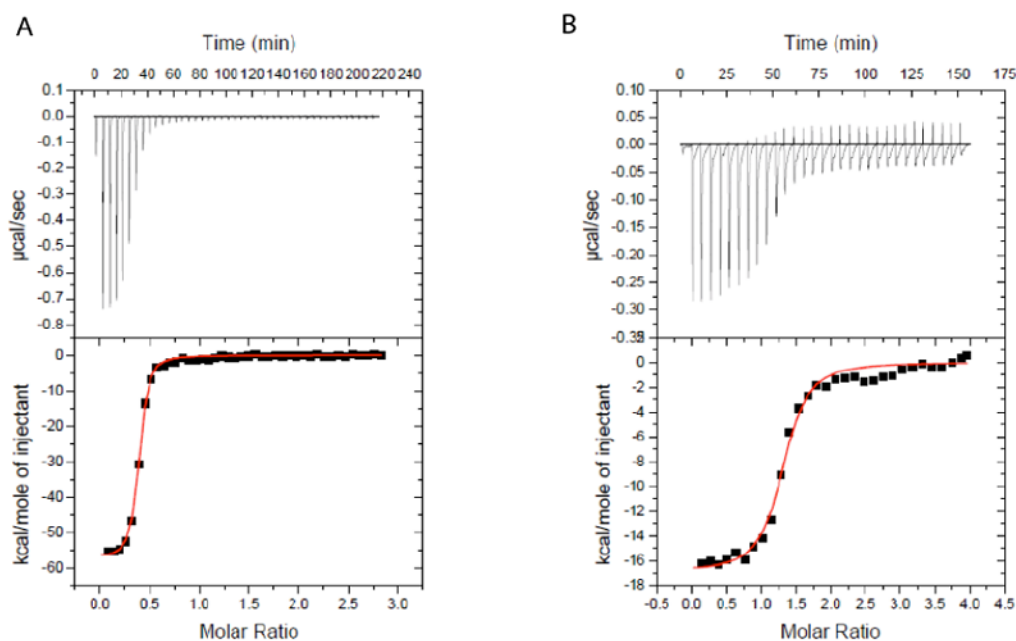 A
Time (min)
0 20 40 60 80 100 120 140 160 180 200 220 240
0.1
0.0
-0.1
-0.2
-0.3
-0.4
-0.5
-0.6
-0.7
-0.8
µcal/sec
0
-10
-20
-30
-40
-50
-60
kcal/mole of injectant
0.0 0.5 1.0 1.5 2.0 2.5 3.0
Molar Ratio
B
Time (min)
0 25 50 75 100 125 150 175
0.10
0.05
0.00
-0.05
-0.10
-0.15
-0.20
-0.25
-0.30
-0.35
µcal/sec
0
-2
-4
-6
-8
-10
-12
-14
-16
-18
kcal/mole of injectant
-0.5 0.0 0.5 1.0 1.5 2.0 2.5 3.0 3.5 4.0 4.5
Molar Ratio